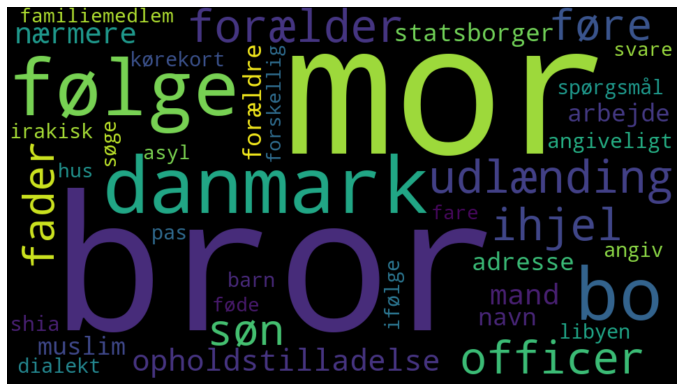 familiemedlem
nærmere
forælder
statsborger
føre
kørekort
svare
følge
mor
spørgsmål
forældre
forskellig
arbejde
irakisk
søge
angiveligt
asyl
fader
hus
danmark
udlænding
bror
fare
ihjel
pas
angiv
adresse
ifølge
bo
barn
mand
føde
navn
shia
søn
libyen
muslim
dialekt
opholdstilladelse
officer